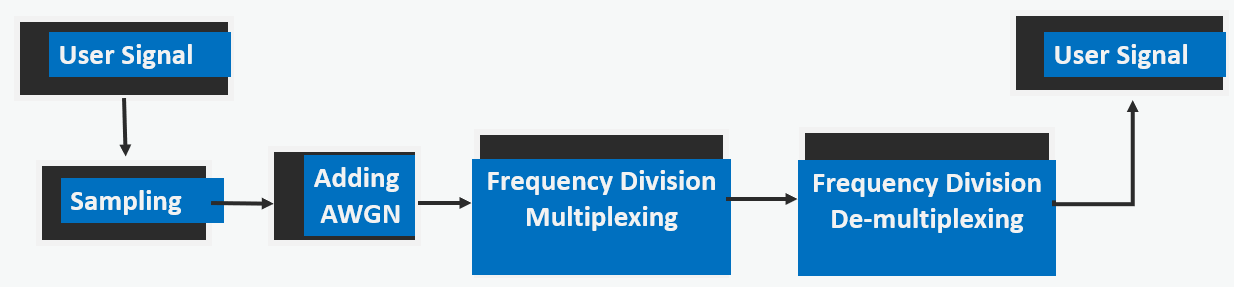 User Signal
User Signal
Sampling
Adding
AWGN
Frequency Division
Multiplexing
Frequency Division
De-multiplexing